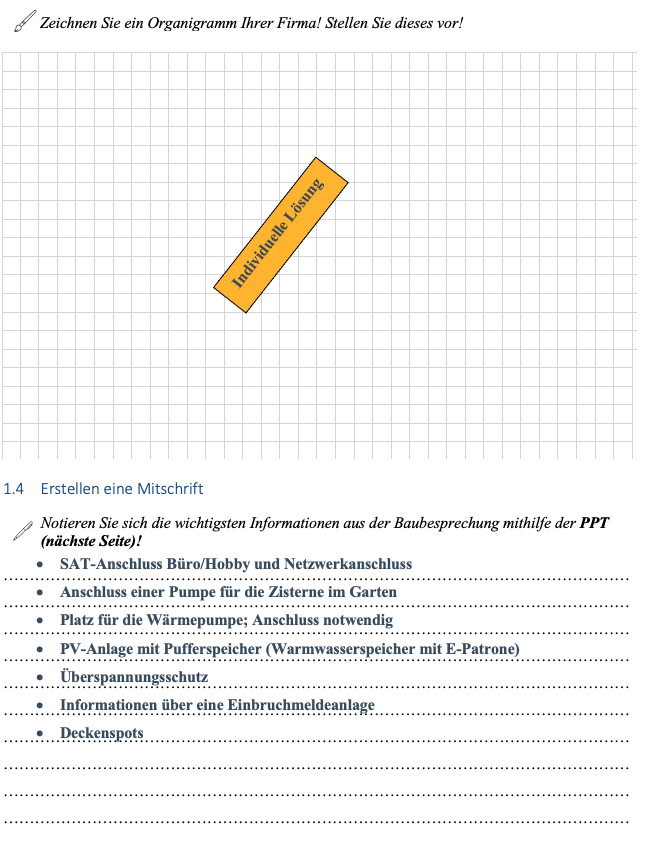 Zeichnen Sie ein Organigramm Ihrer Firma! Stellen Sie dieses vor!
Individuelle Lösung
1.4 Erstellen eine Mitschrift
Notieren Sie sich die wichtigsten Informationen aus der Baubesprechung mithilfe der PPT
(nächste Seite)!
• SAT-Anschluss Büro/Hobby und Netzwerkanschluss
• Anschluss einer Pumpe für die Zisterne im Garten
• Platz für die Wärmepumpe; Anschluss notwendig
• PV-Anlage mit Pufferspeicher (Warmwasserspeicher mit E-Patrone)
• Überspannungsschutz
• Informationen über eine Einbruchmeldeanlage
• Deckenspots